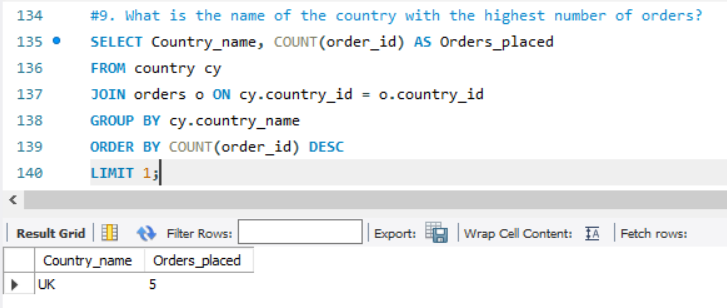 134 #9. What is the name of the country with the highest number of orders?
135 SELECT Country_name, COUNT(order_id) AS Orders_placed
136 FROM country cy
137 JOIN orders o ON cy.country_id = o.country_id
138 GROUP BY cy.country_name
139 ORDER BY COUNT(order_id) DESC
140 LIMIT 1;
Result Grid Filter Rows: Export: Wrap Cell Content: Fetch rows:
Country_name Orders_placed
UK 5